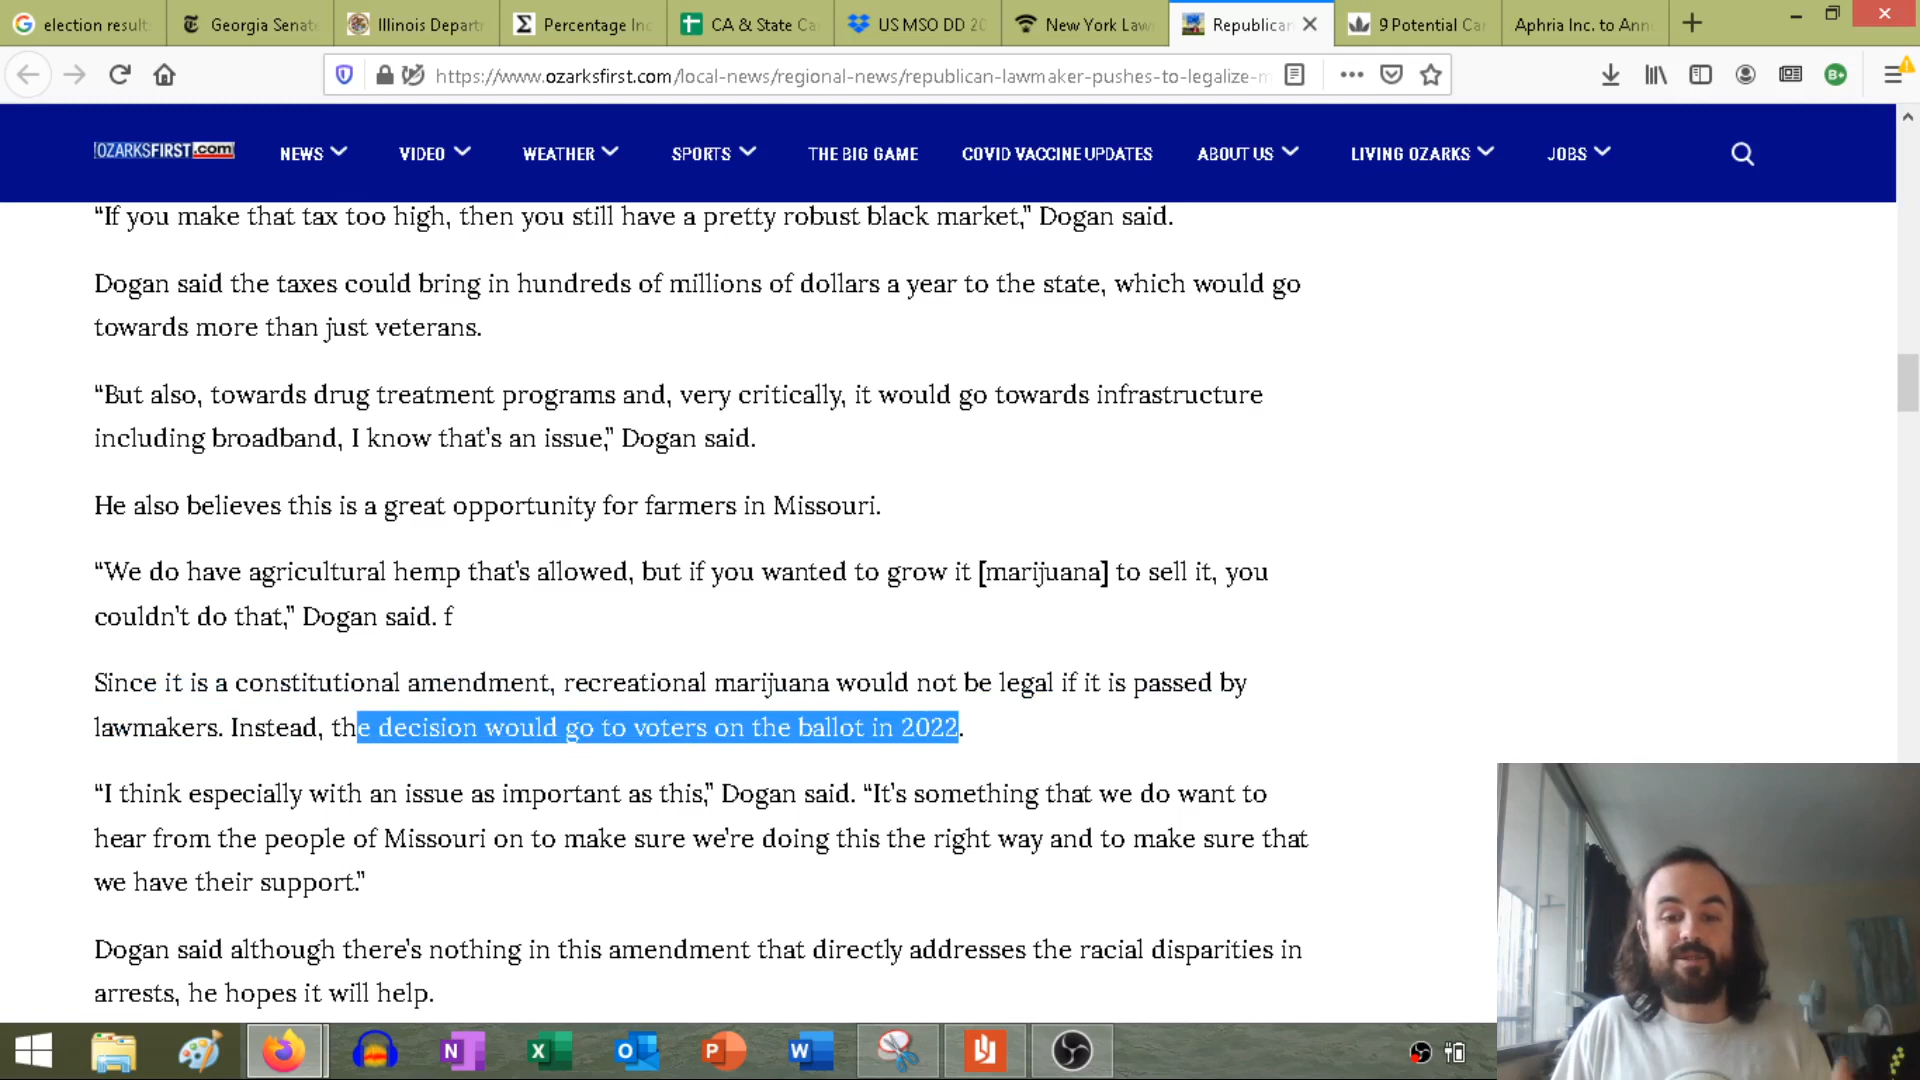 election result
Georgia Senat
Illinois Depart
Percentage In
CA & State Ca
US MSO DD 20
New York Law
Republican
9 Potential Ca
Aphria Inc. to Ann
https://www.ozarksfirst.com/local-news/regional-news/republican-lawmaker-pushes-to-legalize-m
OZARKSFIRST.com
NEWS
VIDEO
WEATHER
SPORTS
THE BIG GAME
COVID VACCINE UPDATES
ABOUT US
LIVING OZARKS
JOBS
“If you make that tax too high, then you still have a pretty robust black market,” Dogan said.
Dogan said the taxes could bring in hundreds of millions of dollars a year to the state, which would go
towards more than just veterans.
“But also, towards drug treatment programs and, very critically, it would go towards infrastructure
including broadband, I know that’s an issue,” Dogan said.
He also believes this is a great opportunity for farmers in Missouri.
“We do have agricultural hemp that’s allowed, but if you wanted to grow it [marijuana] to sell it, you
couldn’t do that,” Dogan said. f
Since it is a constitutional amendment, recreational marijuana would not be legal if it is passed by
lawmakers. Instead, the decision would go to voters on the ballot in 2022.
“I think especially with an issue as important as this,” Dogan said. “It’s something that we do want to
hear from the people of Missouri on to make sure we’re doing this the right way and to make sure that
we have their support.”
Dogan said although there’s nothing in this amendment that directly addresses the racial disparities in
arrests, he hopes it will help.